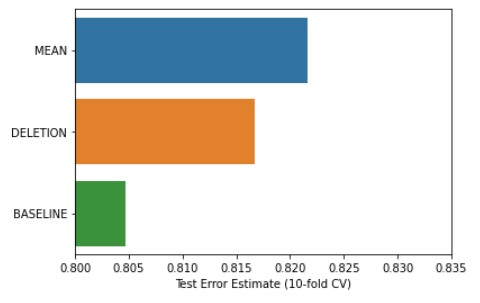 MEAN
DELETION
BASELINE
0.800 0.805 0.810 0.815 0.820 0.825 0.830 0.835
Test Error Estimate (10-fold CV)